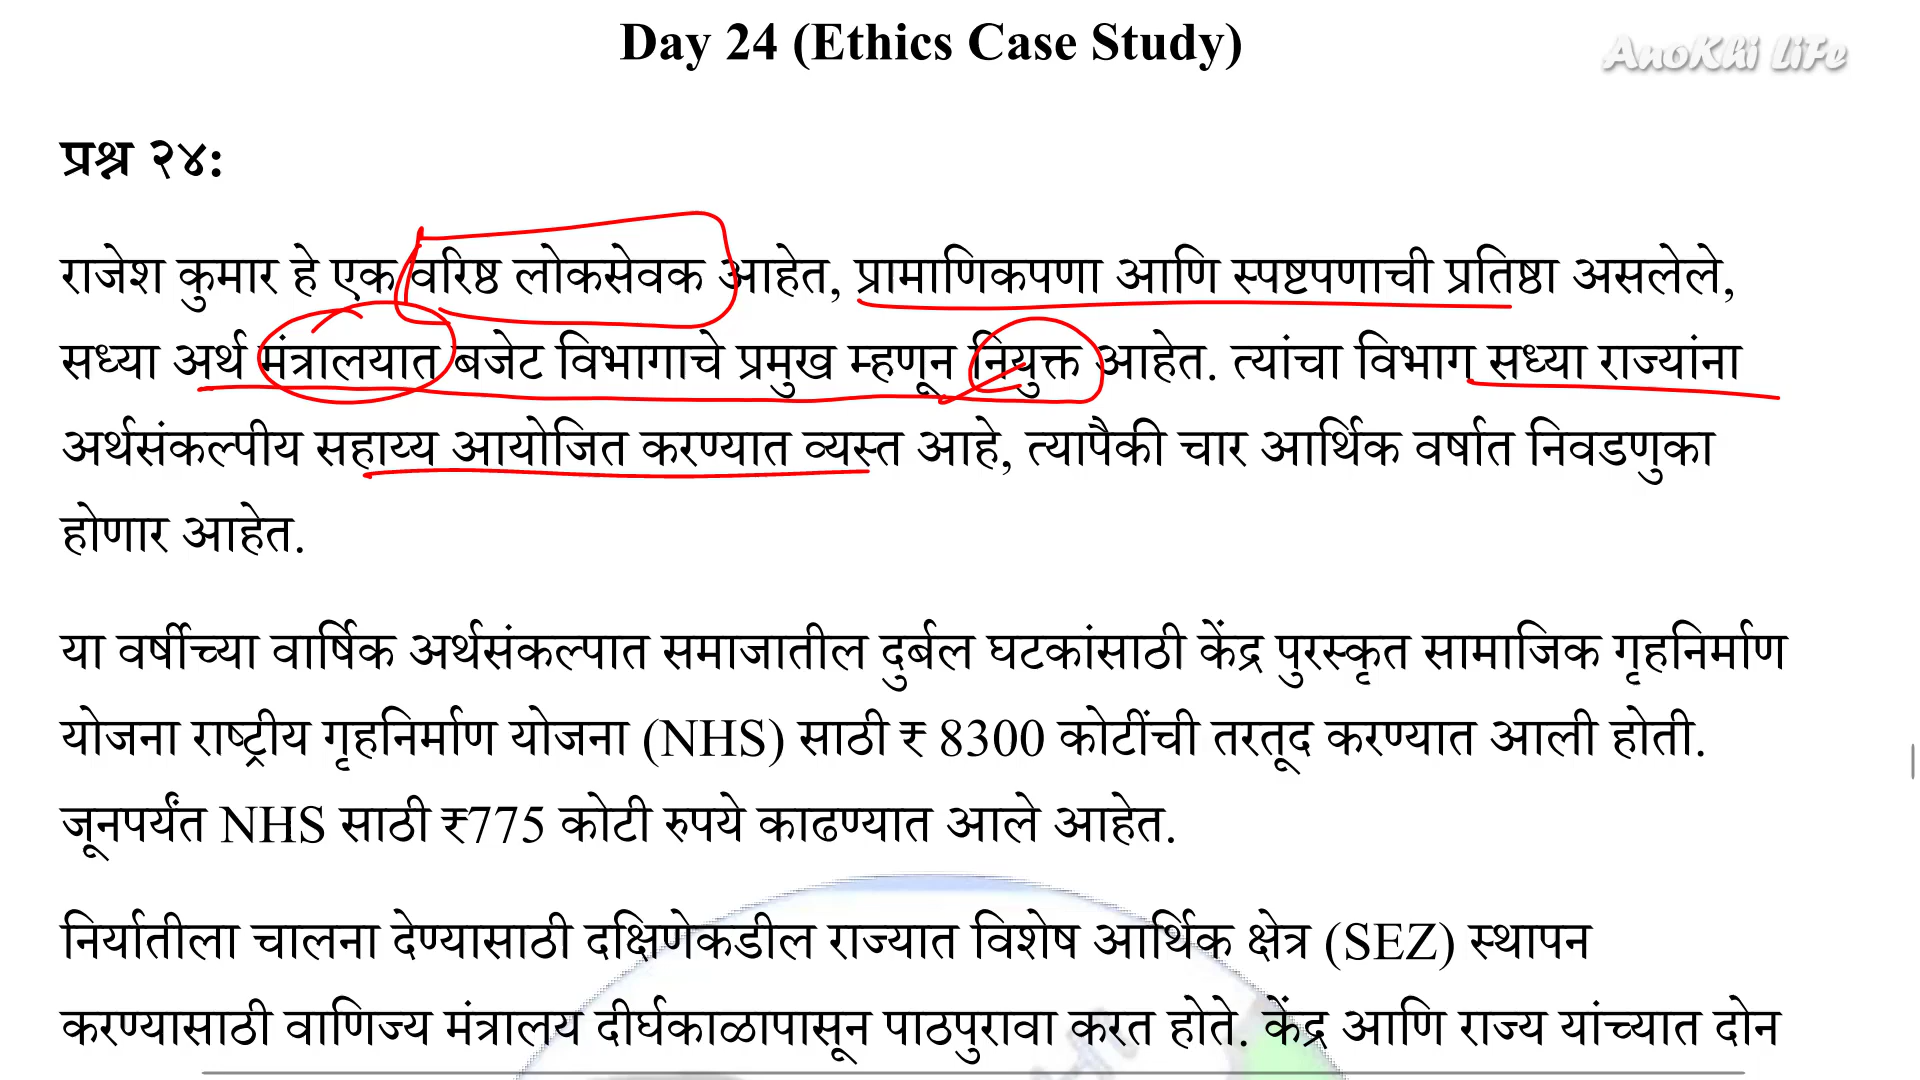 Day 24 (Ethics Case Study)
AnoKhi LiFe
प्रश्न २४:
राजेश कुमार हे एक वरिष्ठ लोकसेवक आहेत, प्रामाणिकपणा आणि स्पष्टपणाची प्रतिष्ठा असलेले,
सध्या अर्थ मंत्रालयात बजेट विभागाचे प्रमुख म्हणून नियुक्त आहेत. त्यांचा विभाग सध्या राज्यांना
अर्थसंकल्पीय सहाय्य आयोजित करण्यात व्यस्त आहे, त्यापैकी चार आर्थिक वर्षात निवडणुका
होणार आहेत.
या वर्षीच्या वार्षिक अर्थसंकल्पात समाजातील दुर्बल घटकांसाठी केंद्र पुरस्कृत सामाजिक गृहनिर्माण
योजना राष्ट्रीय गृहनिर्माण योजना (NHS) साठी ₹ 8300 कोटींची तरतूद करण्यात आली होती.
जूनपर्यंत NHS साठी ₹775 कोटी रुपये काढण्यात आले आहेत.
निर्यातीला चालना देण्यासाठी दक्षिणेकडील राज्यात विशेष आर्थिक क्षेत्र (SEZ) स्थापन
करण्यासाठी वाणिज्य मंत्रालय दीर्घकाळापासून पाठपुरावा करत होते. केंद्र आणि राज्य यांच्यात दोन